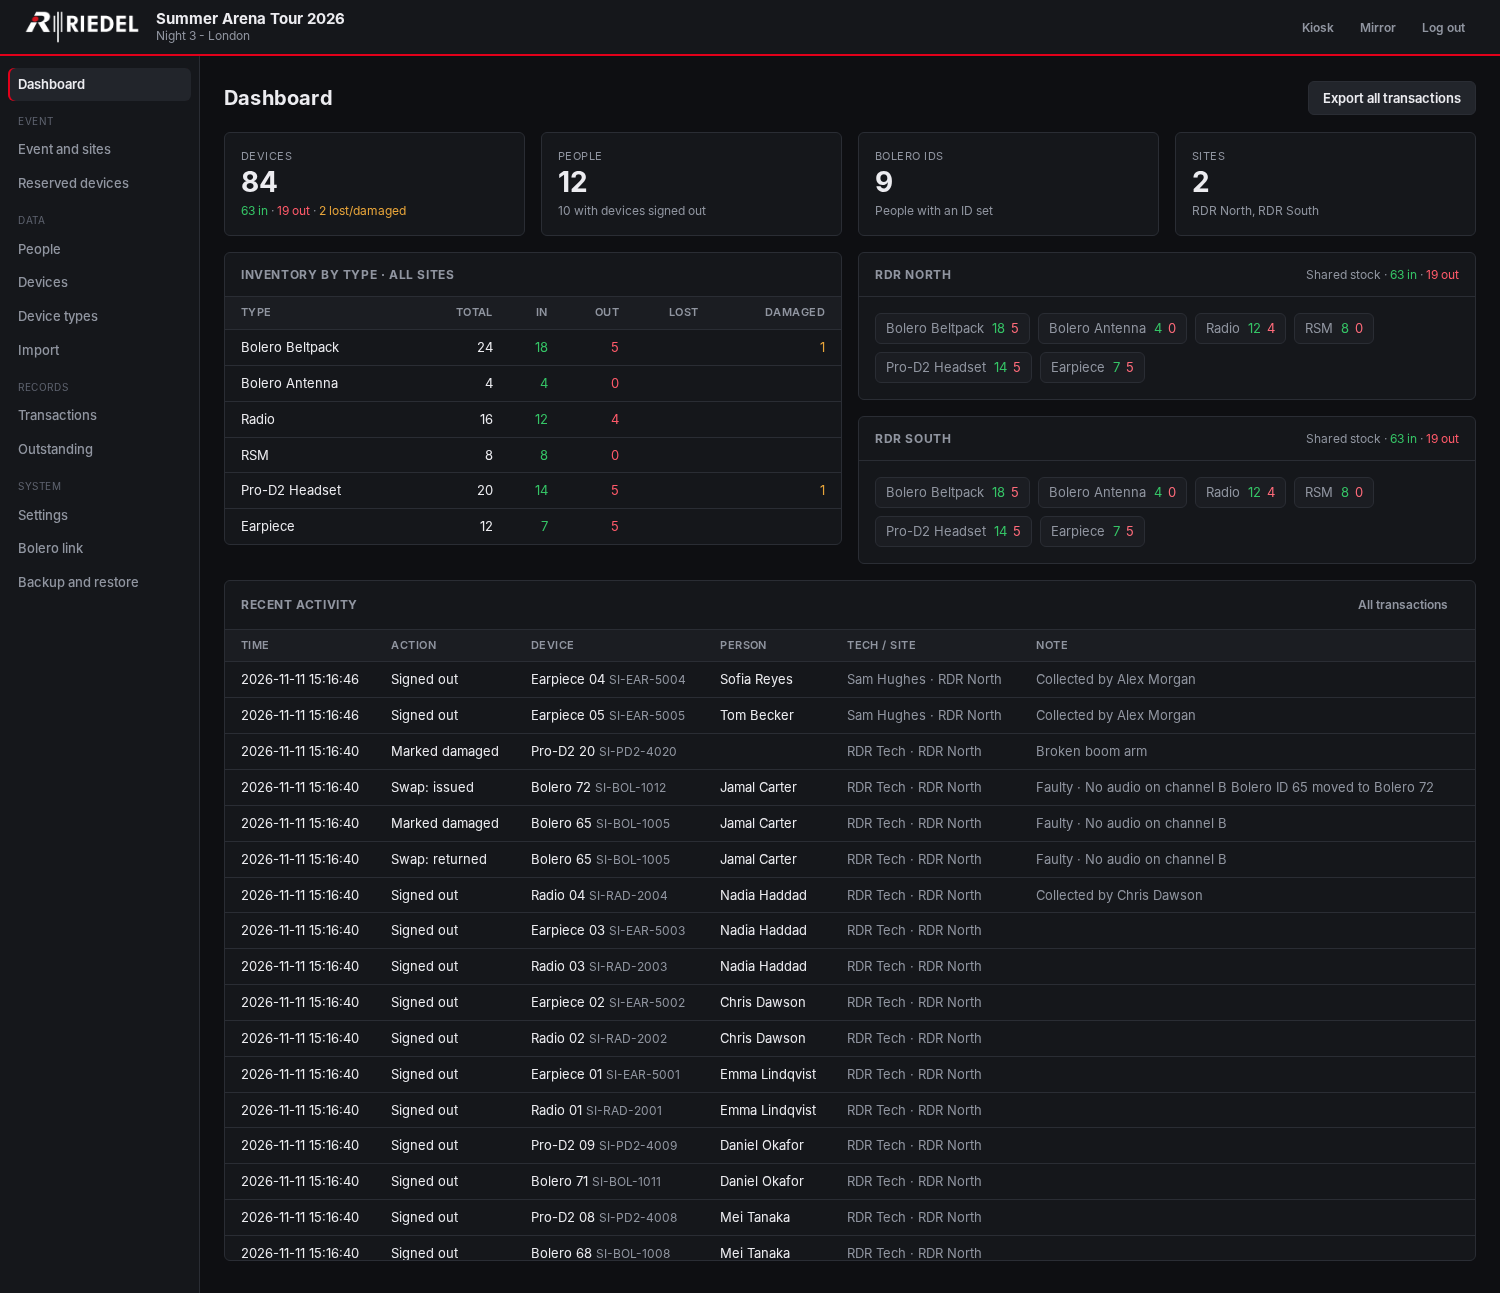 RIEDEL
Summer Arena Tour 2026
Night 3 - London
Kiosk Mirror Log out
Dashboard
EVENT
Event and sites
Reserved devices
DATA
People
Devices
Device types
Import
RECORDS
Transactions
Outstanding
SYSTEM
Settings
Bolero link
Backup and restore
Dashboard
Export all transactions
DEVICES
84
63 in · 19 out · 2 lost/damaged
PEOPLE
12
10 with devices signed out
BOLERO IDS
9
People with an ID set
SITES
2
RDR North, RDR South
INVENTORY BY TYPE · ALL SITES
TYPE TOTAL IN OUT LOST DAMAGED
Bolero Beltpack 24 18 5 1
Bolero Antenna 4 4 0
Radio 16 12 4
RSM 8 8 0
Pro-D2 Headset 20 14 5 1
Earpiece 12 7 5
RDR NORTH Shared stock · 63 in · 19 out
Bolero Beltpack 18 5 Bolero Antenna 4 0 Radio 12 4 RSM 8 0
Pro-D2 Headset 14 5 Earpiece 7 5
RDR SOUTH Shared stock · 63 in · 19 out
Bolero Beltpack 18 5 Bolero Antenna 4 0 Radio 12 4 RSM 8 0
Pro-D2 Headset 14 5 Earpiece 7 5
RECENT ACTIVITY All transactions
TIME ACTION DEVICE PERSON TECH / SITE NOTE
2026-11-11 15:16:46 Signed out Earpiece 04 SI-EAR-5004 Sofia Reyes Sam Hughes · RDR North Collected by Alex Morgan
2026-11-11 15:16:46 Signed out Earpiece 05 SI-EAR-5005 Tom Becker Sam Hughes · RDR North Collected by Alex Morgan
2026-11-11 15:16:40 Marked damaged Pro-D2 20 SI-PD2-4020 RDR Tech · RDR North Broken boom arm
2026-11-11 15:16:40 Swap: issued Bolero 72 SI-BOL-1012 Jamal Carter RDR Tech · RDR North Faulty · No audio on channel B Bolero ID 65 moved to Bolero 72
2026-11-11 15:16:40 Marked damaged Bolero 65 SI-BOL-1005 Jamal Carter RDR Tech · RDR North Faulty · No audio on channel B
2026-11-11 15:16:40 Swap: returned Bolero 65 SI-BOL-1005 Jamal Carter RDR Tech · RDR North Faulty · No audio on channel B
2026-11-11 15:16:40 Signed out Radio 04 SI-RAD-2004 Nadia Haddad RDR Tech · RDR North Collected by Chris Dawson
2026-11-11 15:16:40 Signed out Earpiece 03 SI-EAR-5003 Nadia Haddad RDR Tech · RDR North
2026-11-11 15:16:40 Signed out Radio 03 SI-RAD-2003 Nadia Haddad RDR Tech · RDR North
2026-11-11 15:16:40 Signed out Earpiece 02 SI-EAR-5002 Chris Dawson RDR Tech · RDR North
2026-11-11 15:16:40 Signed out Radio 02 SI-RAD-2002 Chris Dawson RDR Tech · RDR North
2026-11-11 15:16:40 Signed out Earpiece 01 SI-EAR-5001 Emma Lindqvist RDR Tech · RDR North
2026-11-11 15:16:40 Signed out Radio 01 SI-RAD-2001 Emma Lindqvist RDR Tech · RDR North
2026-11-11 15:16:40 Signed out Pro-D2 09 SI-PD2-4009 Daniel Okafor RDR Tech · RDR North
2026-11-11 15:16:40 Signed out Bolero 71 SI-BOL-1011 Daniel Okafor RDR Tech · RDR North
2026-11-11 15:16:40 Signed out Pro-D2 08 SI-PD2-4008 Mei Tanaka RDR Tech · RDR North
2026-11-11 15:16:40 Signed out Bolero 68 SI-BOL-1008 Mei Tanaka RDR Tech · RDR North